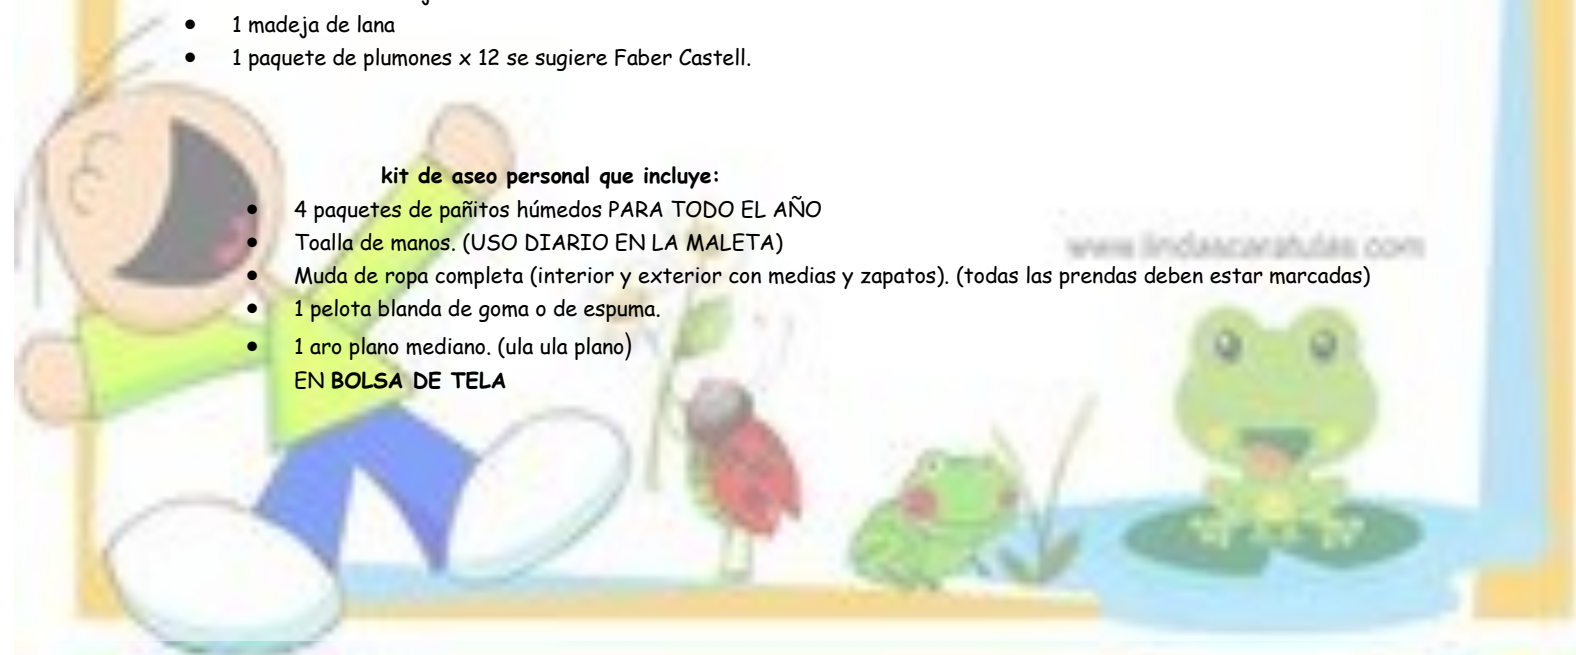 1 madeja de lana
1 paquete de plumones x 12 se sugiere Faber Castell.
kit de aseo personal que incluye:
4 paquetes de pañitos húmedos PARA TODO EL AÑO
Toalla de manos. (USO DIARIO EN LA MALETA)
www.lindascaratulas.com
Muda de ropa completa (interior y exterior con medias y zapatos). (todas las prendas deben estar marcadas)
1 pelota blanda de goma o de espuma.
1 aro plano mediano. (ula ula plano)
EN BOLSA DE TELA